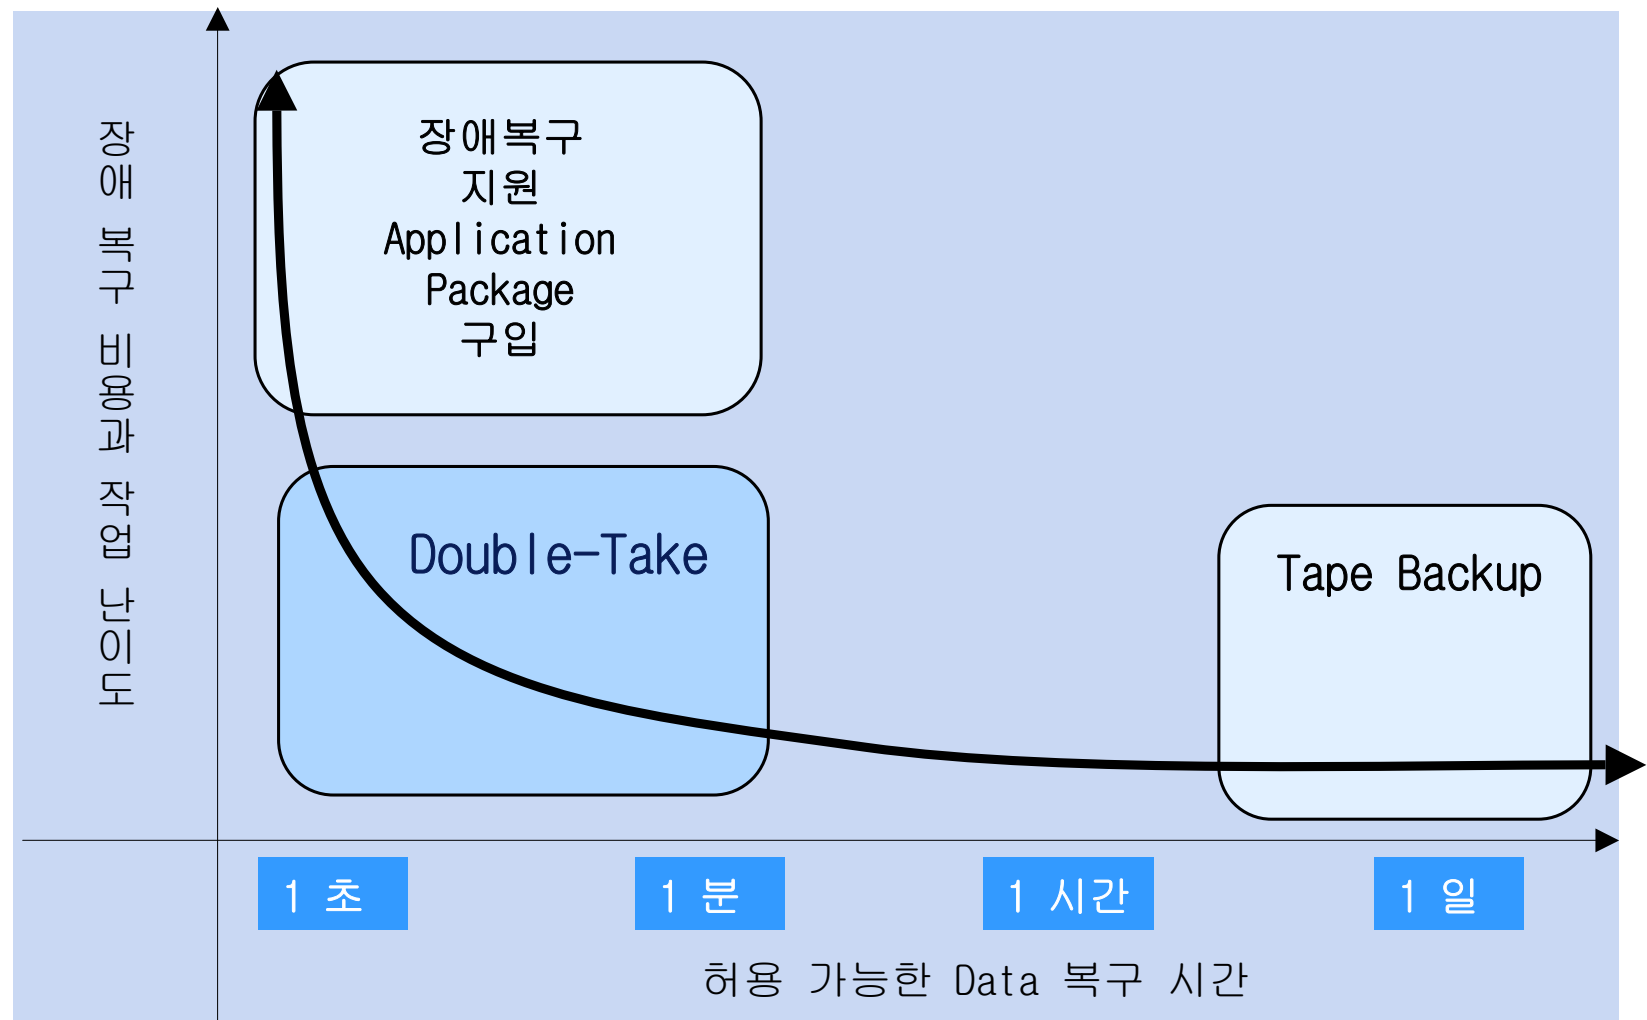 장애 복구 비용과 작업 난이도
장애복구
지원
Application
Package
구입
Double-Take
Tape Backup
1 초
1 분
1 시간
1 일
허용 가능한 Data 복구 시간